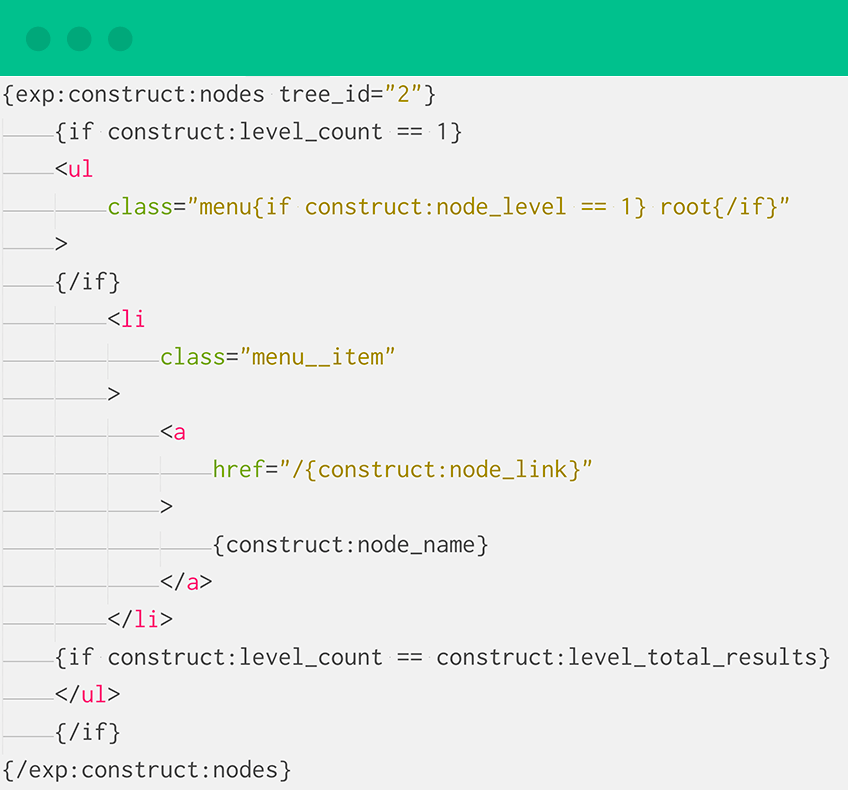 {exp:construct:nodes tree_id="2"}
{if construct:level_count == 1}
<ul
class="menu{if construct:node_level == 1} root{/if}"
>
{/if}
<li
class="menu__item"
>
<a
href="/{construct:node_link}"
>
{construct:node_name}
</a>
</li>
{if construct:level_count == construct:level_total_results}
</ul>
{/if}
{/exp:construct:nodes}